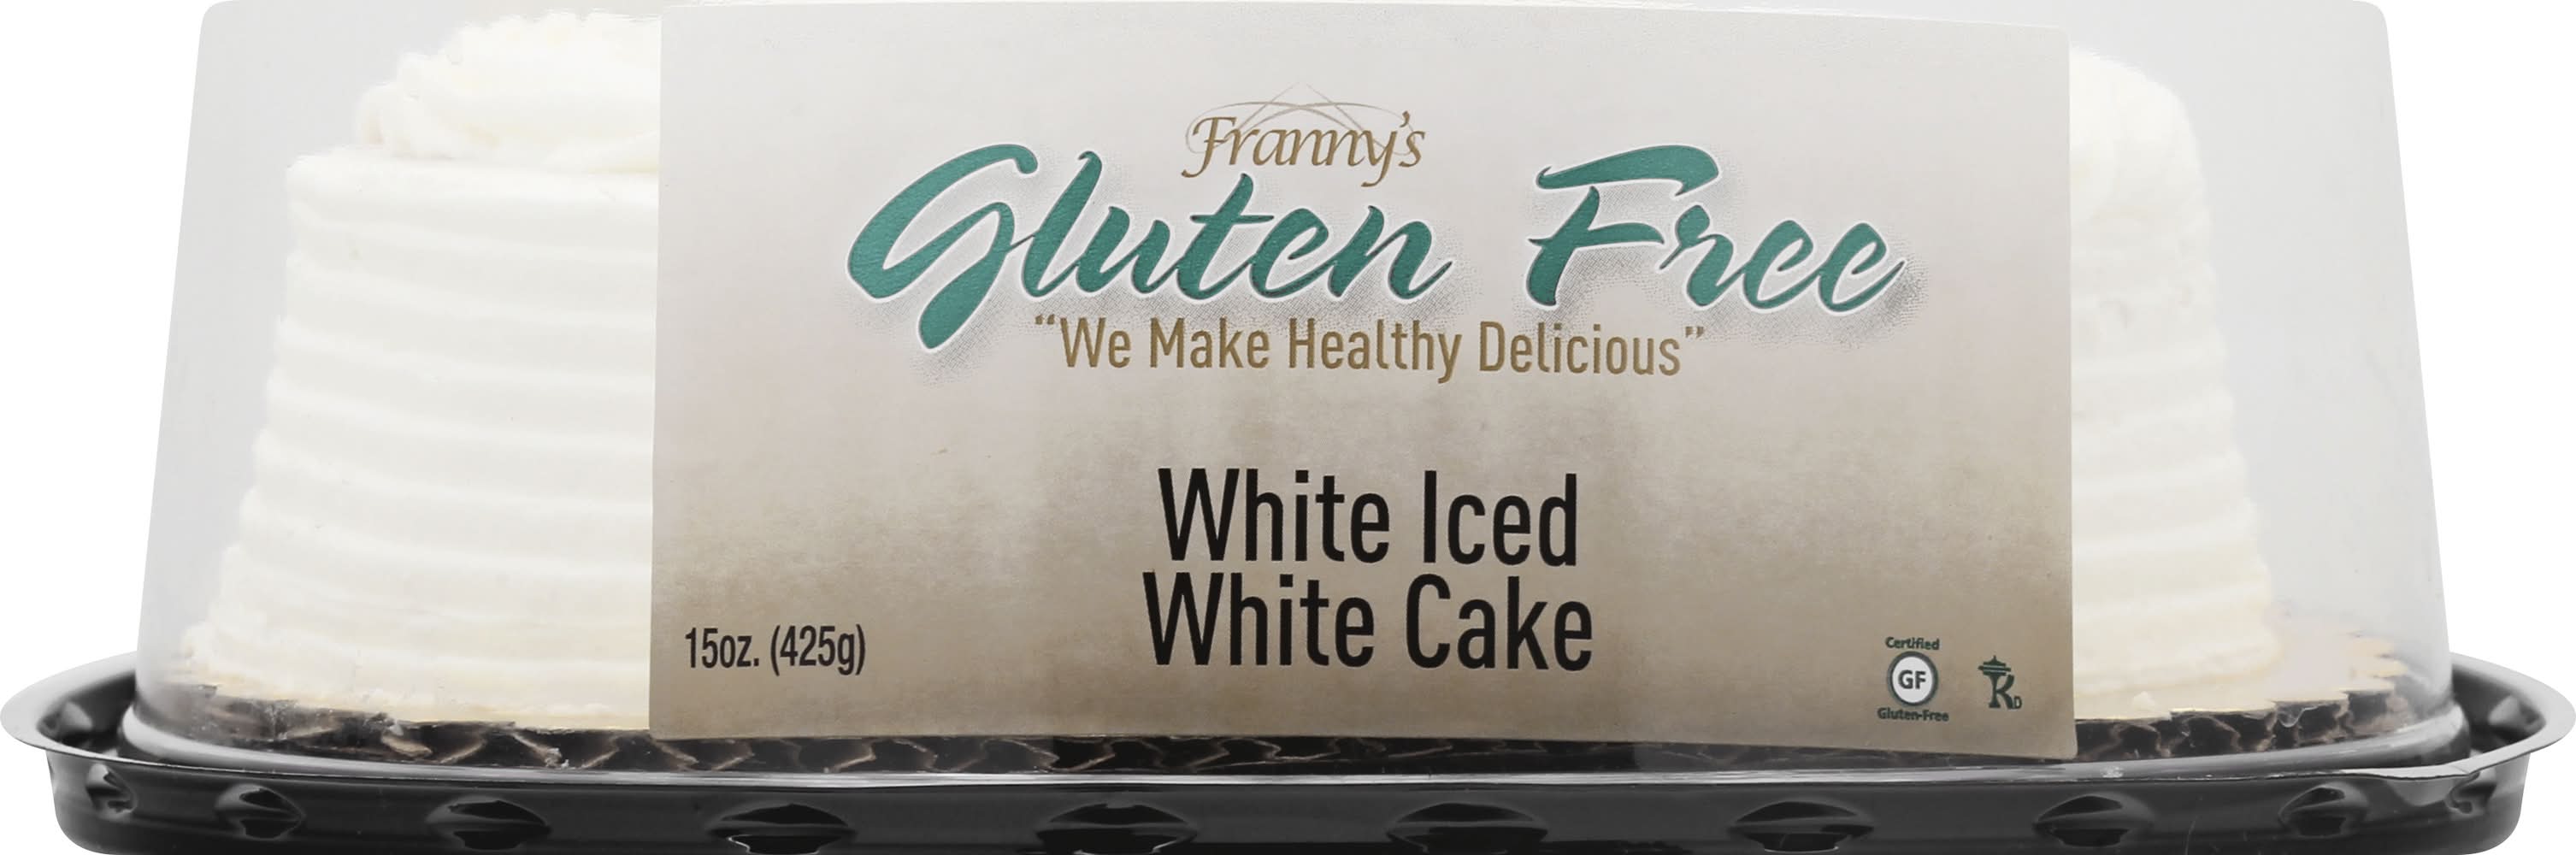 Franny's
Gluten Free
"We Make Healthy Delicious"
White Iced
White Cake
15oz. (425g)
Certified
GF
Gluten-Free
K D